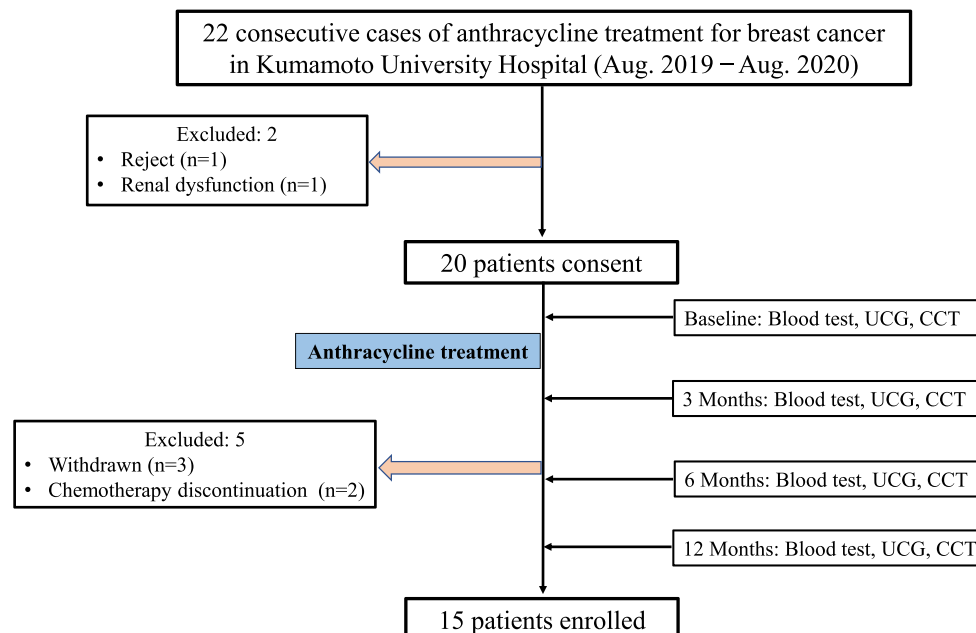 22 consecutive cases of anthracycline treatment for breast cancer
in Kumamoto University Hospital (Aug. 2019 – Aug. 2020)
Excluded: 2
• Reject (n=1)
• Renal dysfunction (n=1)
20 patients consent
Baseline: Blood test, UCG, CCT
Anthracycline treatment
3 Months: Blood test, UCG, CCT
Excluded: 5
• Withdrawn (n=3)
• Chemotherapy discontinuation (n=2)
6 Months: Blood test, UCG, CCT
12 Months: Blood test, UCG, CCT
15 patients enrolled